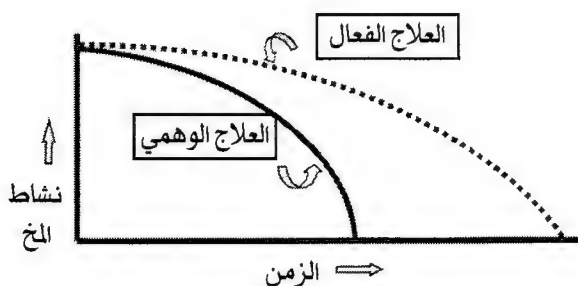 العلاج الفعال
العلاج الوهمي
نشاط
المخ
الزمن